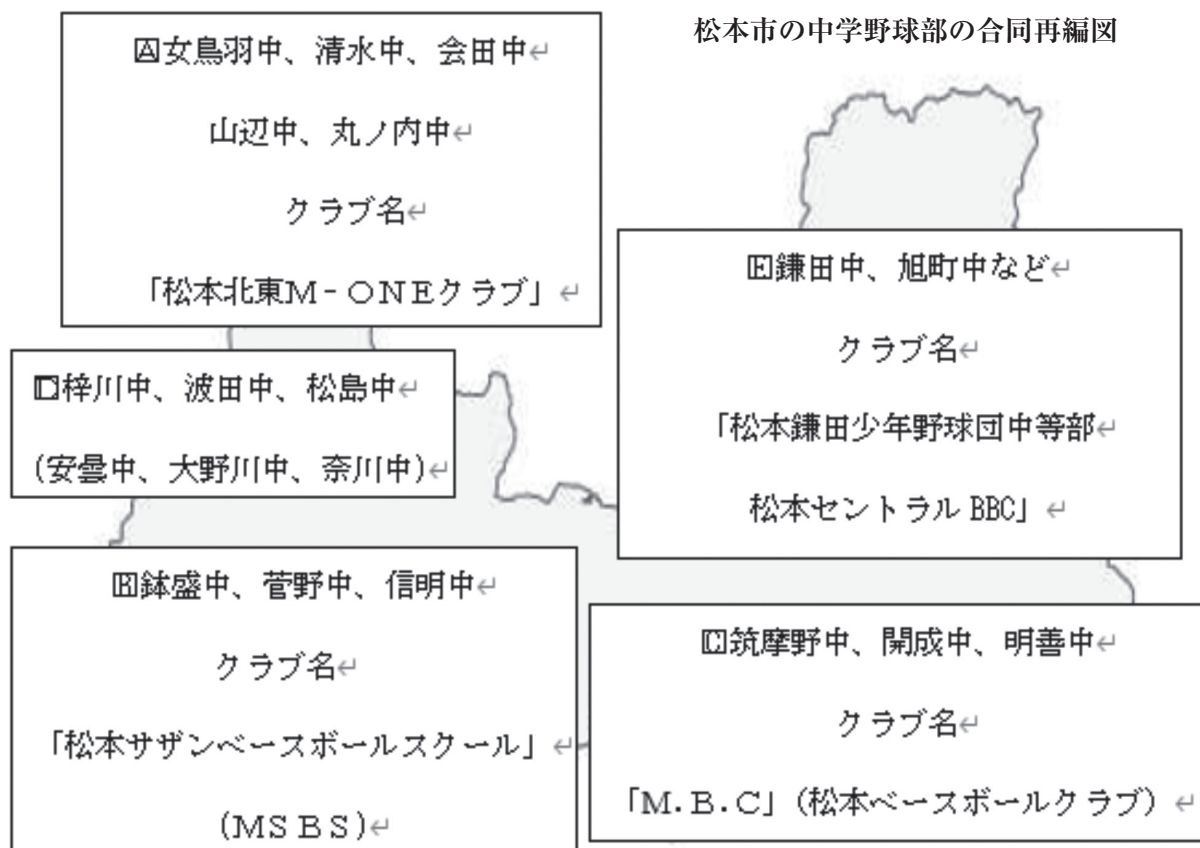 松本市の中学野球部の合同再編図
🄰女鳥羽中、清水中、会田中↵
山辺中、丸ノ内中↵
クラブ名↵
「松本北東M-ONEクラブ」↵
🄴鎌田中、旭町中など↵
クラブ名↵
「松本鎌田少年野球団中等部↵
松本セントラルBBC」↵
🄳梓川中、波田中、松島中↵
(安曇中、大野川中、奈川中)↵
🄱鉢盛中、菅野中、信明中↵
クラブ名↵
「松本サザンベースボールスクール」↵
(MSBS)↵
🄲筑摩野中、開成中、明善中↵
クラブ名↵
「M.B.C」(松本ベースボールクラブ)↵